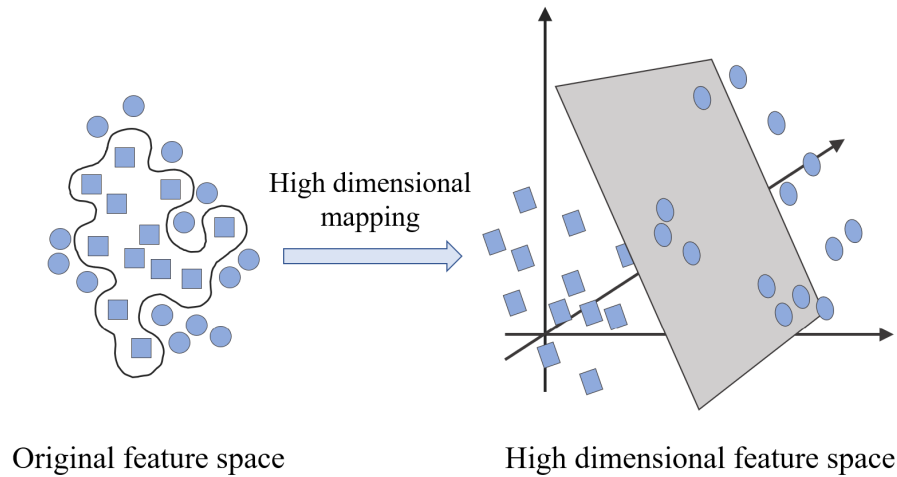 High dimensional
mapping
Original feature space
High dimensional feature space